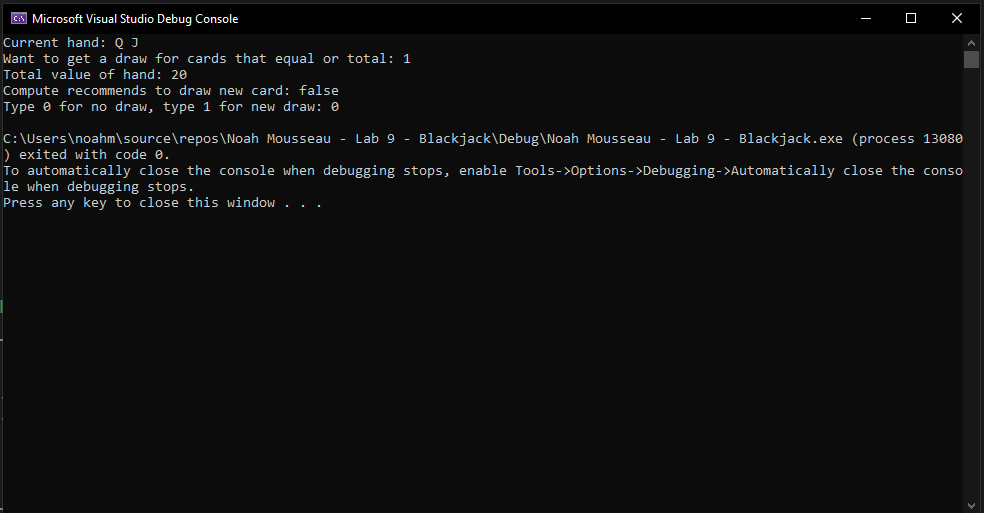 Microsoft Visual Studio Debug Console
Current hand: Q J
Want to get a draw for cards that equal or total: 1
Total value of hand: 20
Compute recommends to draw new card: false
Type 0 for no draw, type 1 for new draw: 0
C:\Users\noahm\source\repos\Noah Mousseau - Lab 9 - Blackjack\Debug\Noah Mousseau - Lab 9 - Blackjack.exe (process 13080
) exited with code 0.
To automatically close the console when debugging stops, enable Tools->Options->Debugging->Automatically close the conso
le when debugging stops.
Press any key to close this window . . .